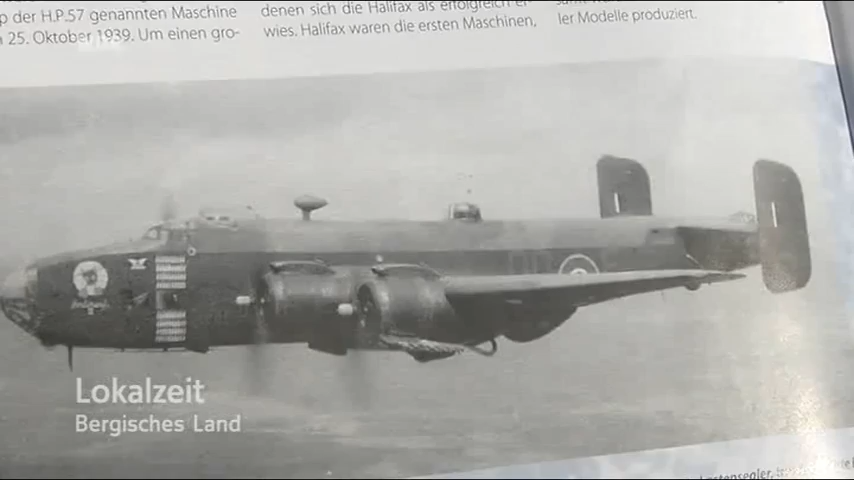 p der H.P.57 genannten Maschine
25. Oktober 1939. Um einen gro-
denen sich die Halifax als erfolgreich er-
wies. Halifax waren die ersten Maschinen,
ler Modelle produziert.
Lokalzeit
Bergisches Land